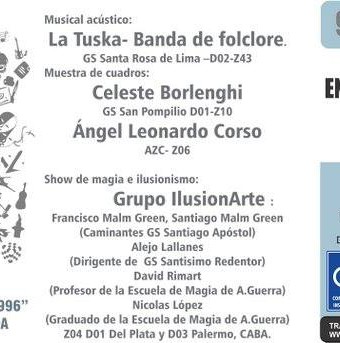 Musical acústico:
La Tuska- Banda de folclore.
GS Santa Rosa de Lima –D02-Z43
Muestra de cuadros:
Celeste Borlenghi
GS San Pompilio D01-Z10
Ángel Leonardo Corso
AZC- Z06
Show de magia e ilusionismo:
Grupo IlusionArte :
Francisco Malm Green, Santiago Malm Green
(Caminantes GS Santiago Apóstol)
Alejo Lallanes
(Dirigente de GS Santisimo Redentor)
David Rimart
(Profesor de la Escuela de Magia de A.Guerra)
Nicolas López
(Graduado de la Escuela de Magia de A.Guerra)
Z04 D01 Del Plata y D03 Palermo, CABA.
996”
A
EN
TRA
WWW.